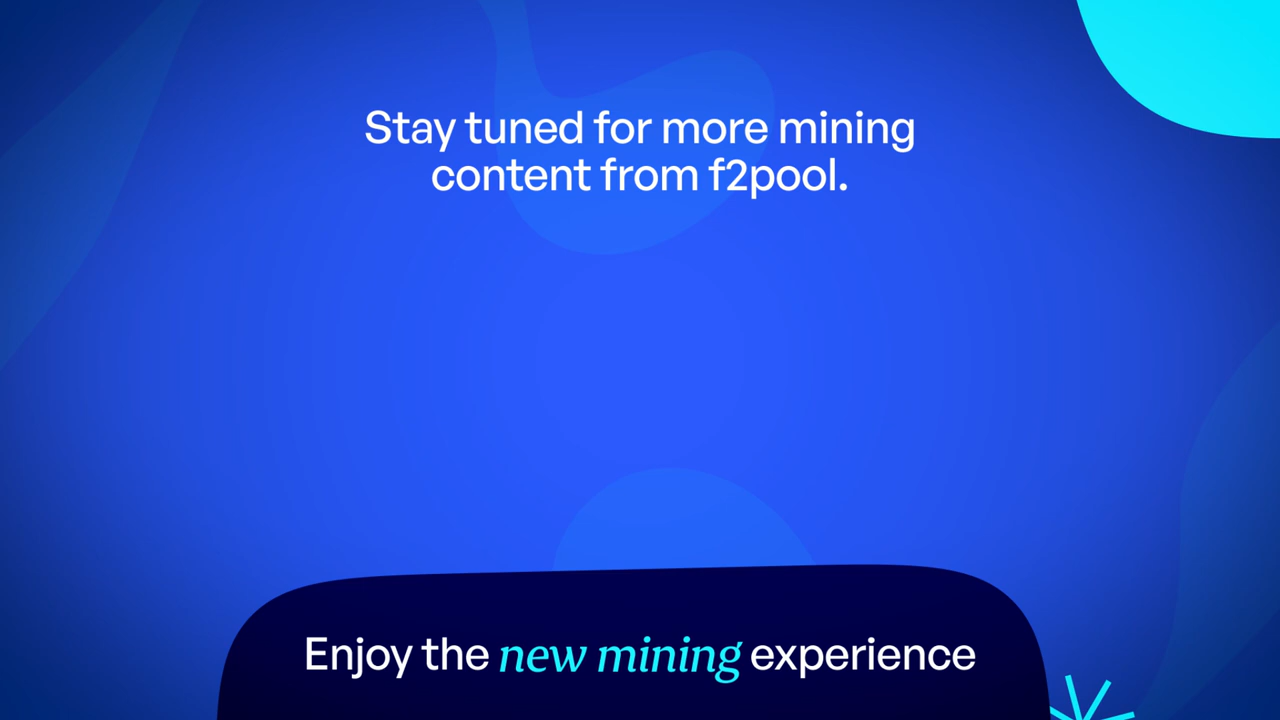 Stay tuned for more mining
content from f2pool.
Enjoy the new mining experience